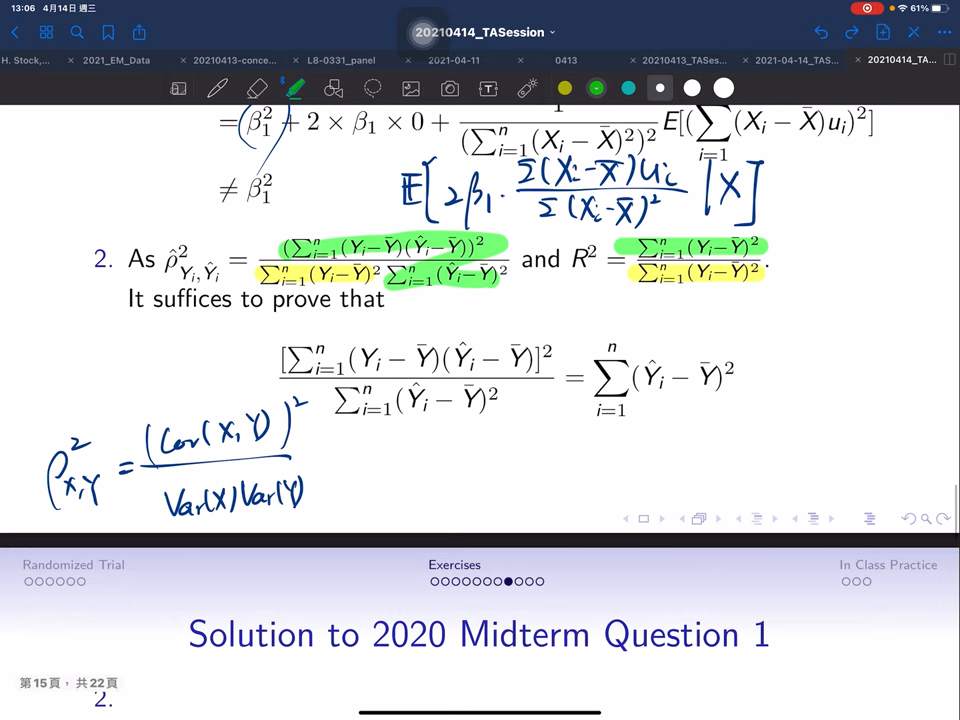 13:06 4月14日 週三 61%
20210414_TASession
H. Stock,... × 2021_EM_Data × 20210413-conce... × L8-0331_panel × 2021-04-11 × 0413 × 20210413_TASes... × 2021-04-14_TAS... × 20210414_TA...
= β₁² + 2 × β₁ × 0 + 1/(∑ᵢ₌₁ⁿ(Xᵢ − X̄)²)² E[(∑ᵢ₌₁(Xᵢ − X̄)uᵢ)²]
≠ β₁²
E[2β₁ · Σ(Xᵢ−X̄)uᵢ / Σ(Xᵢ−X̄)² | X]
2. As ρ̂²_{Yᵢ,Ŷᵢ} = (∑ᵢ₌₁ⁿ(Yᵢ−Ȳ)(Ŷᵢ−Ȳ))² / ∑ᵢ₌₁ⁿ(Yᵢ−Ȳ)² ∑ᵢ₌₁ⁿ(Ŷᵢ−Ȳ)² and R² = ∑ᵢ₌₁ⁿ(Yᵢ−Ȳ)² / ∑ᵢ₌₁ⁿ(Yᵢ−Ȳ)².
It suffices to prove that
[∑ᵢ₌₁ⁿ(Yᵢ − Ȳ)(Ŷᵢ − Ȳ)]² / ∑ᵢ₌₁ⁿ(Ŷᵢ − Ȳ)² = ∑ᵢ₌₁ⁿ(Ŷᵢ − Ȳ)²
ρ²_{X,Y} = (Cov(X,Y))² / Var(X)Var(Y)
Randomized Trial Exercises In Class Practice
Solution to 2020 Midterm Question 1
第15頁， 共22頁
2.